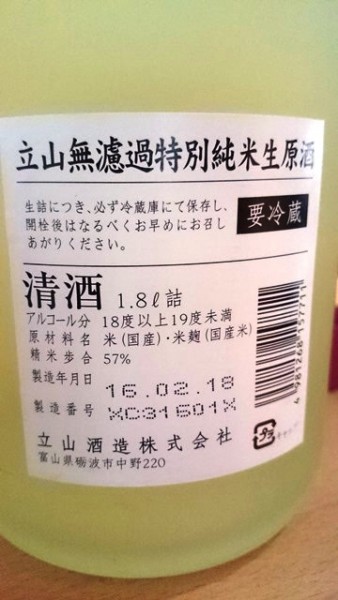 立山無濾過特別純米生原酒
生詰につき、必ず冷蔵庫にて保存し、
開栓後はなるべくお早めにお召し
あがりください。
要冷蔵
清酒 1.8ℓ詰
アルコール分 18度以上19度未満
原材料名 米(国産)・米麹(国産米)
精米歩合 57%
製造年月日 16.02.18
製造番号 XC31601X
立山酒造株式会社
富山県砺波市中野220
プラ
キャップ